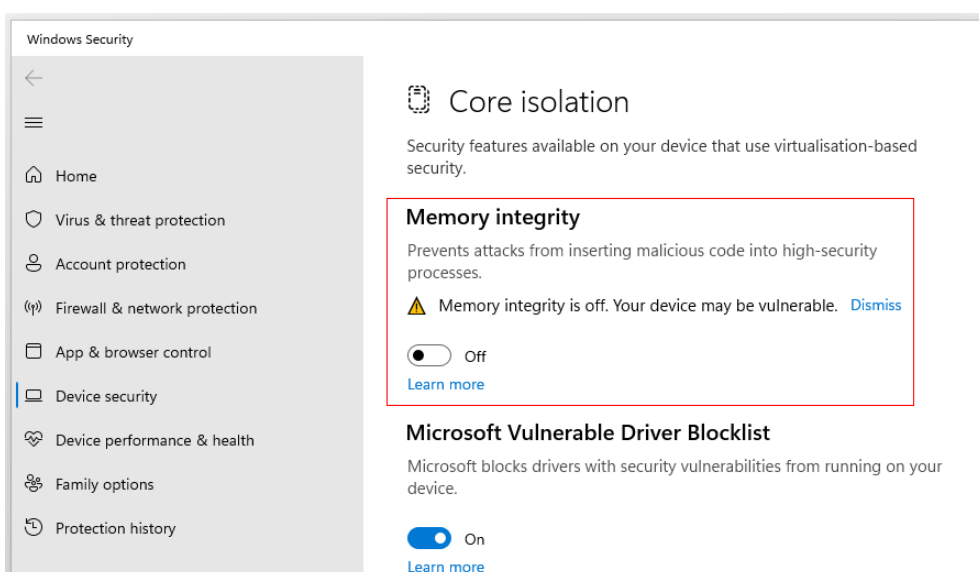 Windows Security
Home
Virus & threat protection
Account protection
Firewall & network protection
App & browser control
Device security
Device performance & health
Family options
Protection history
Core isolation
Security features available on your device that use virtualisation-based
security.
Memory integrity
Prevents attacks from inserting malicious code into high-security
processes.
Memory integrity is off. Your device may be vulnerable. Dismiss
Off
Learn more
Microsoft Vulnerable Driver Blocklist
Microsoft blocks drivers with security vulnerabilities from running on your
device.
On
Learn more